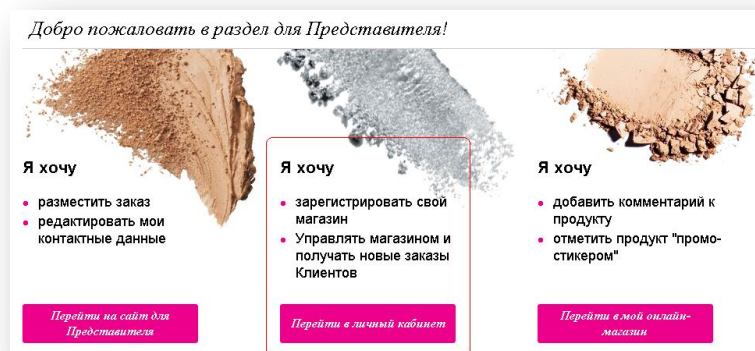 Добро пожаловать в раздел для Представителя!
Я хочу
разместить заказ
редактировать мои
контактные данные
Перейти на сайт для
Представителя
Я хочу
зарегистрировать свой
магазин
Управлять магазином и
получать новые заказы
Клиентов
Перейти в личный кабинет
Я хочу
добавить комментарий к
продукту
отметить продукт "промо-
стикером"
Перейти в мой онлайн-
магазин